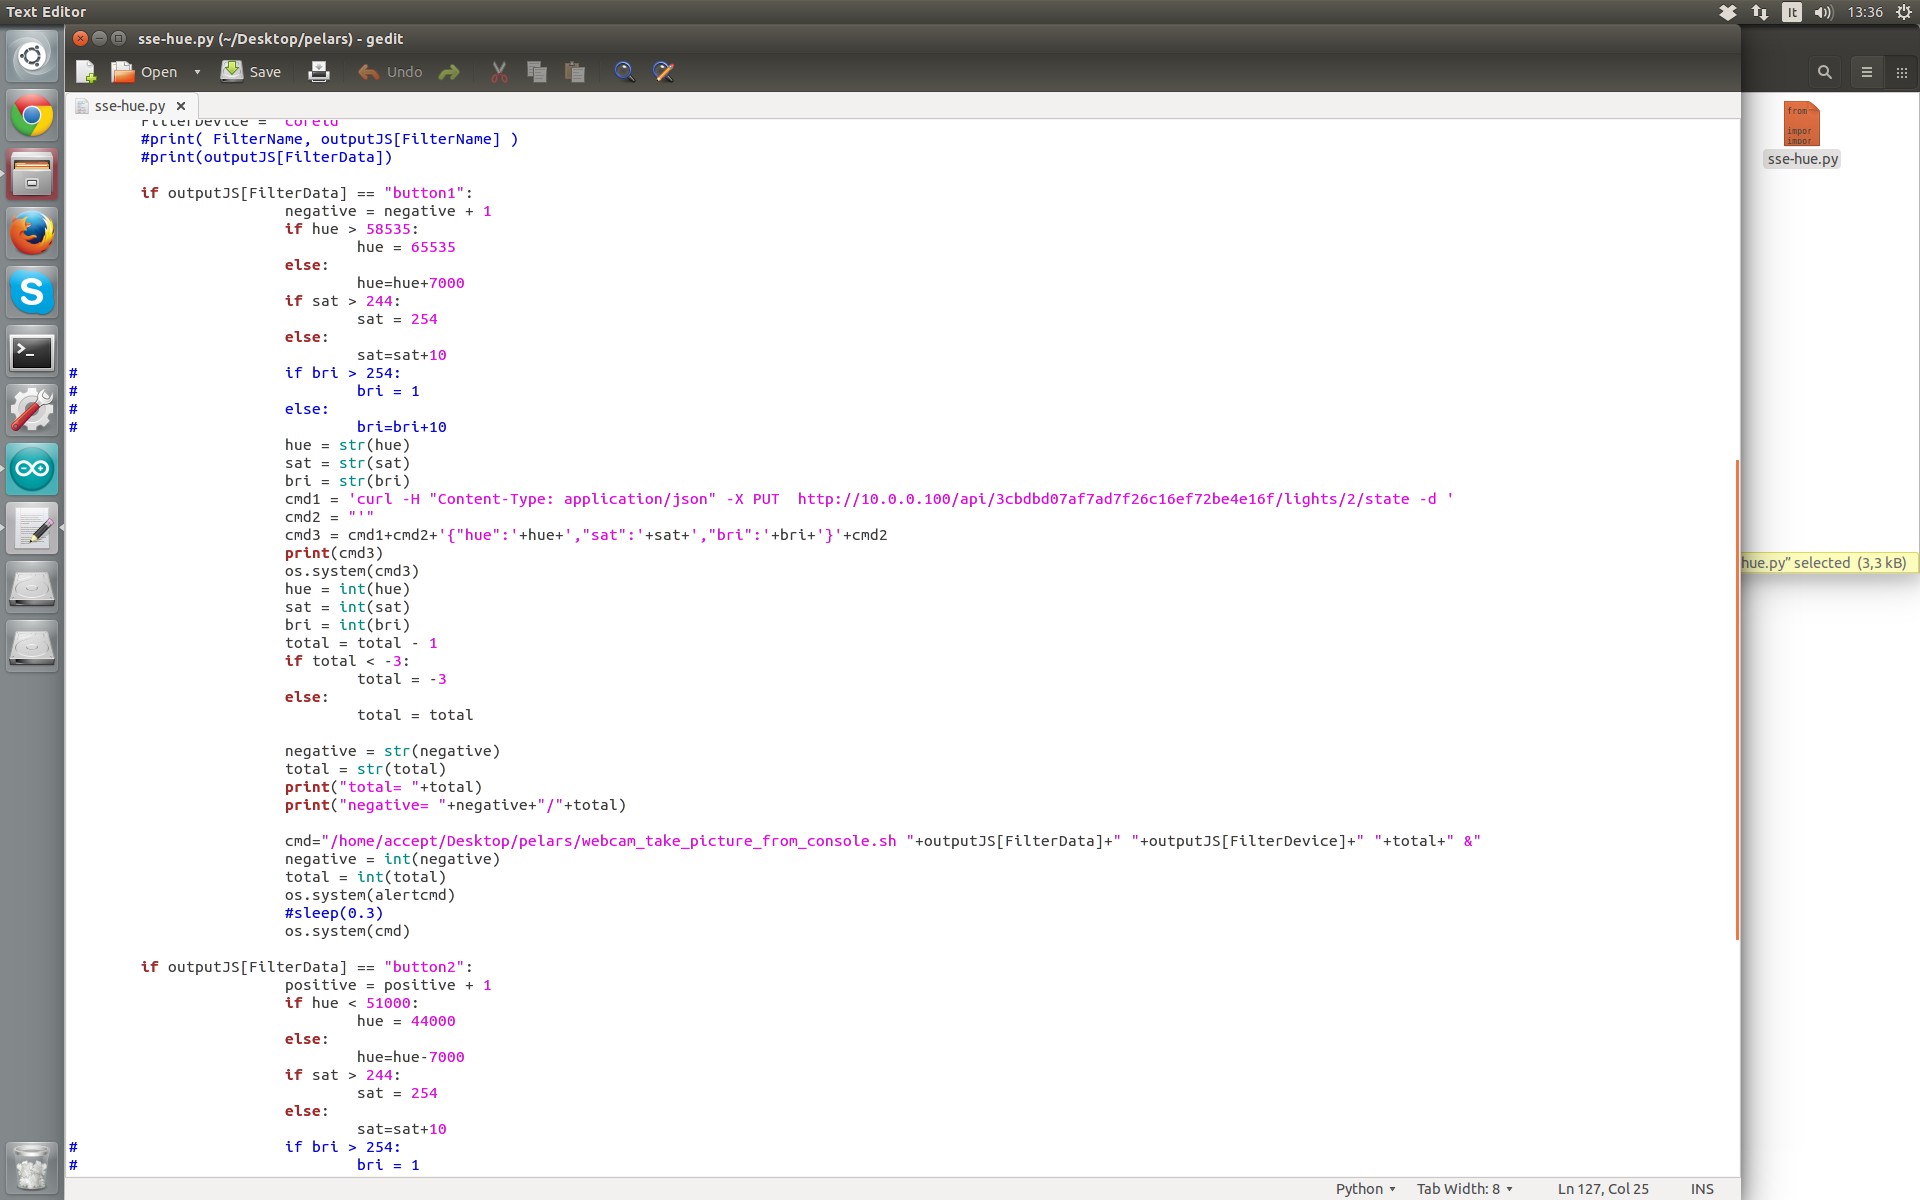 Text Editor
It
13:36
sse-hue.py (~/Desktop/pelars) - gedit
Open
Save
Undo
sse-hue.py
FilterDevice = "coreid"
#print( FilterName, outputJS[FilterName] )
#print(outputJS[FilterData])
if outputJS[FilterData] == "button1":
negative = negative + 1
if hue > 58535:
hue = 65535
else:
hue=hue+7000
if sat > 244:
sat = 254
else:
sat=sat+10
# if bri > 254:
# bri = 1
# else:
# bri=bri+10
hue = str(hue)
sat = str(sat)
bri = str(bri)
cmd1 = 'curl -H "Content-Type: application/json" -X PUT  http://10.0.0.100/api/3cbdbd07af7ad7f26c16ef72be4e16f/lights/2/state -d '
cmd2 = "'"
cmd3 = cmd1+cmd2+'{"hue":'+hue+',"sat":'+sat+',"bri":'+bri+'}'+cmd2
print(cmd3)
os.system(cmd3)
hue = int(hue)
sat = int(sat)
bri = int(bri)
total = total - 1
if total < -3:
total = -3
else:
total = total
negative = str(negative)
total = str(total)
print("total= "+total)
print("negative= "+negative+"/"+total)
cmd="/home/accept/Desktop/pelars/webcam_take_picture_from_console.sh "+outputJS[FilterData]+" "+outputJS[FilterDevice]+" "+total+" &"
negative = int(negative)
total = int(total)
os.system(alertcmd)
#sleep(0.3)
os.system(cmd)
if outputJS[FilterData] == "button2":
positive = positive + 1
if hue < 51000:
hue = 44000
else:
hue=hue-7000
if sat > 244:
sat = 254
else:
sat=sat+10
# if bri > 254:
# bri = 1
Python
Tab Width: 8
Ln 127, Col 25
INS
from
impor
impor
sse-hue.py
hue.py" selected (3,3 kB)